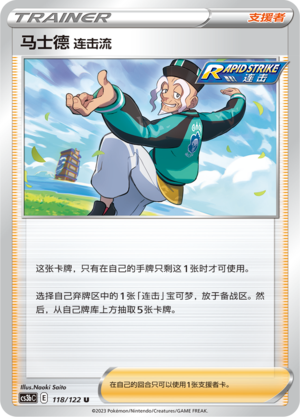 TRAINER
支援者
马士德 连击流
RAPID STRIKE
连击
这张卡牌，只有在自己的手牌只剩这1张时才可使用。
选择自己弃牌区中的1张「连击」宝可梦，放于备战区。然
后，从自己牌库上方抽取5张卡牌。
Illus.Naoki Saito
在自己的回合只可以使用1张支援者卡。
CS3bC E 118/122 U
©2023 Pokémon/Nintendo/Creatures/GAME FREAK.